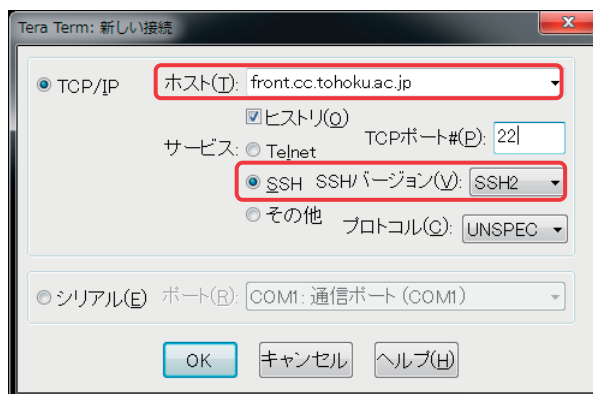 Tera Term: 新しい接続
TCP/IP ホスト(T): front.cc.tohoku.ac.jp
ヒストリ(O)
サービス: Telnet TCPポート#(P): 22
SSH SSHバージョン(V): SSH2
その他 プロトコル(C): UNSPEC
シリアル(E) ポート(R): COM1: 通信ポート (COM1)
OK キャンセル ヘルプ(H)